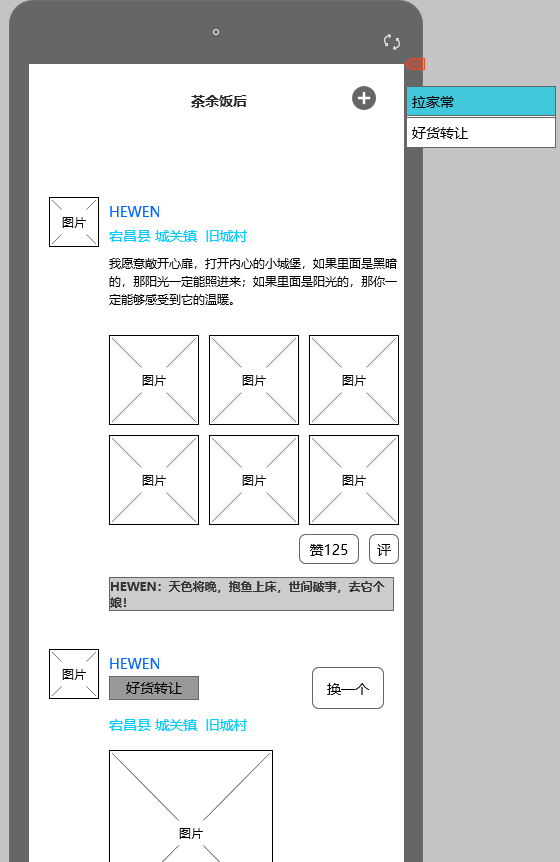 茶余饭后
拉家常
好货转让
图片
HEWEN
宕昌县 城关镇 旧城村
我愿意敞开心扉，打开内心的小城堡，如果里面是黑暗
的，那阳光一定能照进来；如果里面是阳光的，那你一
定能够感受到它的温暖。
图片 图片 图片
图片 图片 图片
赞125 评
HEWEN：天色将晚，抱鱼上床，世间破事，去它个
娘！
图片
HEWEN
好货转让
换一个
宕昌县 城关镇 旧城村
图片